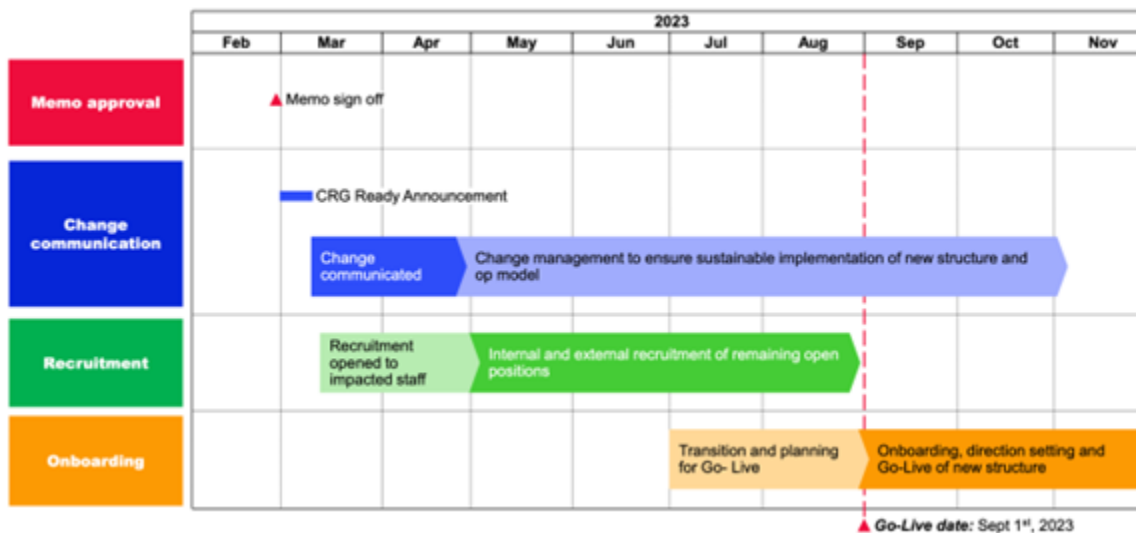 2023
Feb Mar Apr May Jun Jul Aug Sep Oct Nov
Memo approval
Memo sign off
Change
communication
CRG Ready Announcement
Change
communicated
Change management to ensure sustainable implementation of new structure and
op model
Recruitment
Recruitment
opened to
impacted staff
Internal and external recruitment of remaining open
positions
Onboarding
Transition and planning
for Go- Live
Onboarding, direction setting and
Go-Live of new structure
Go-Live date: Sept 1st, 2023